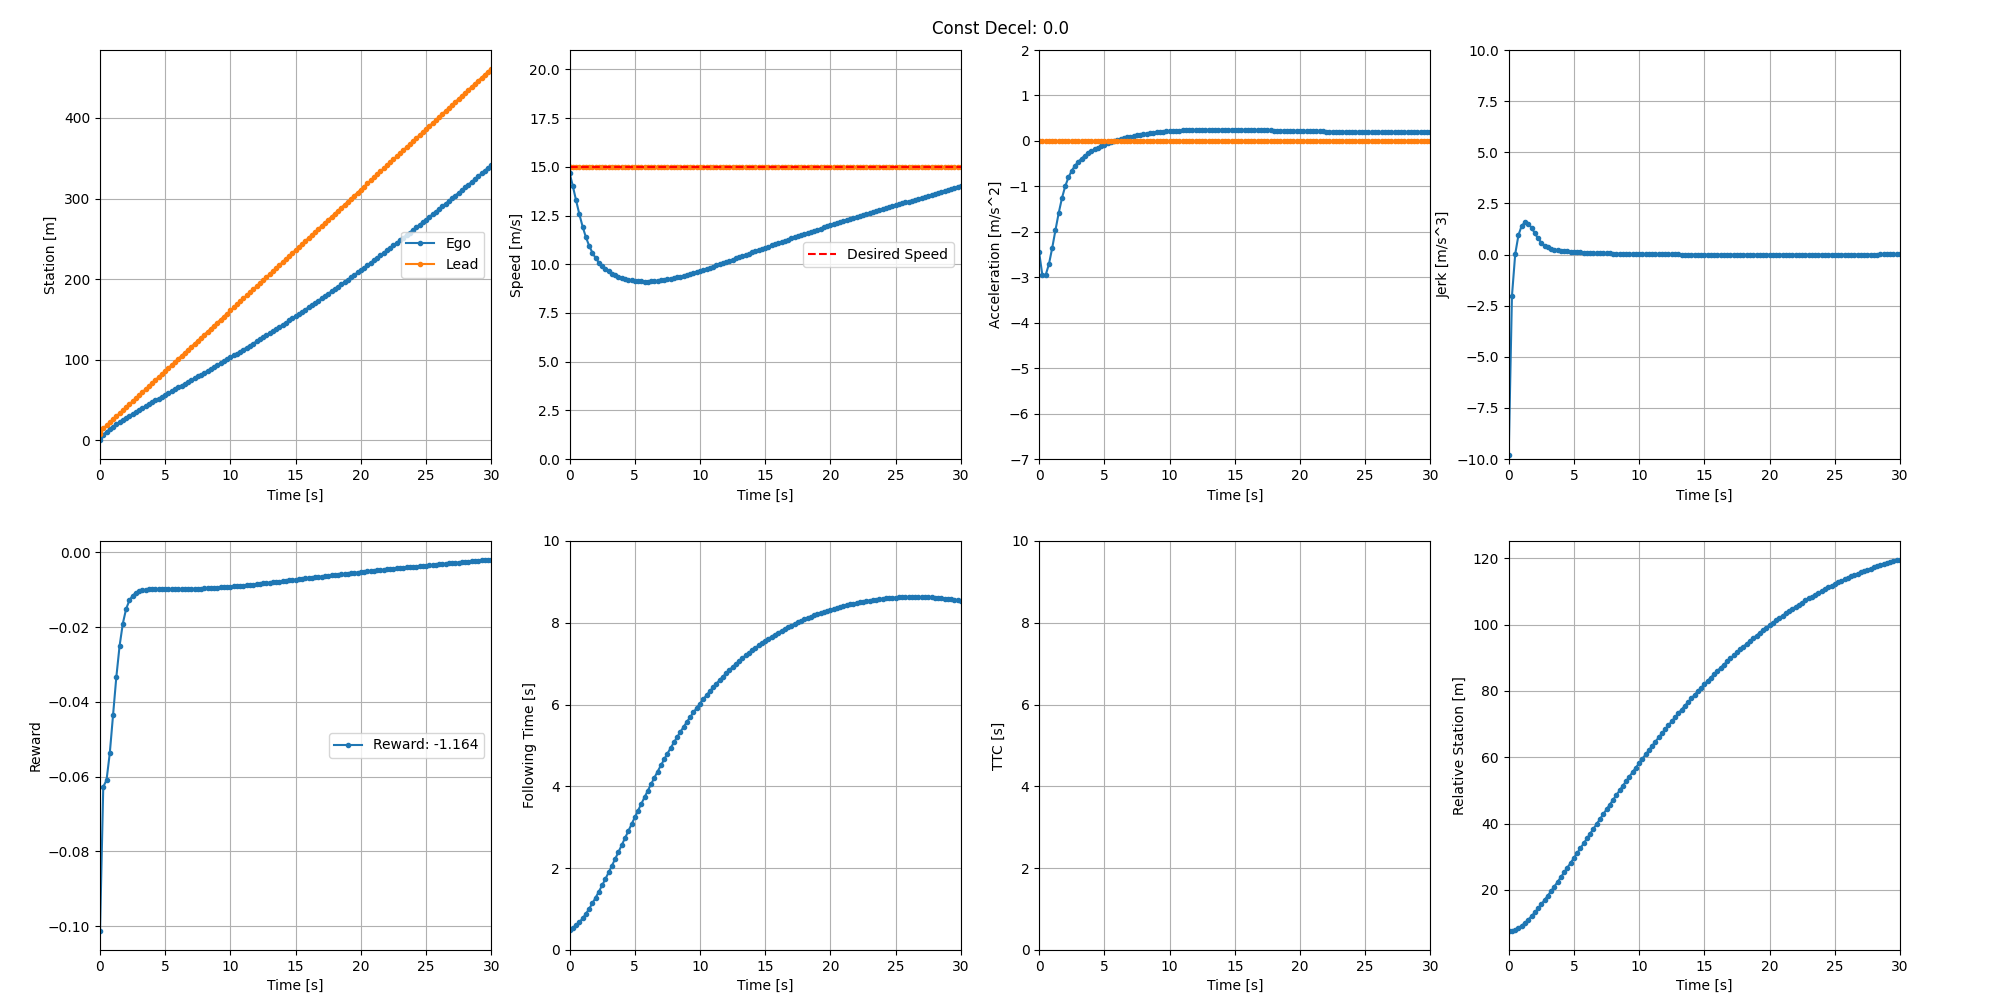 Const Decel: 0.0
Station [m]
400
300
200
100
0
0 5 10 15 20 25 30
Time [s]
Ego
Lead
Speed [m/s]
20.0
17.5
15.0
12.5
10.0
7.5
5.0
2.5
0.0
0 5 10 15 20 25 30
Time [s]
Desired Speed
Acceleration [m/s^2]
2
1
0
−1
−2
−3
−4
−5
−6
−7
0 5 10 15 20 25 30
Time [s]
Jerk [m/s^3]
10.0
7.5
5.0
2.5
0.0
−2.5
−5.0
−7.5
−10.0
0 5 10 15 20 25 30
Time [s]
Reward
0.00
−0.02
−0.04
−0.06
−0.08
−0.10
0 5 10 15 20 25 30
Time [s]
Reward: -1.164
Following Time [s]
10
8
6
4
2
0
0 5 10 15 20 25 30
Time [s]
TTC [s]
10
8
6
4
2
0
0 5 10 15 20 25 30
Time [s]
Relative Station [m]
120
100
80
60
40
20
0 5 10 15 20 25 30
Time [s]